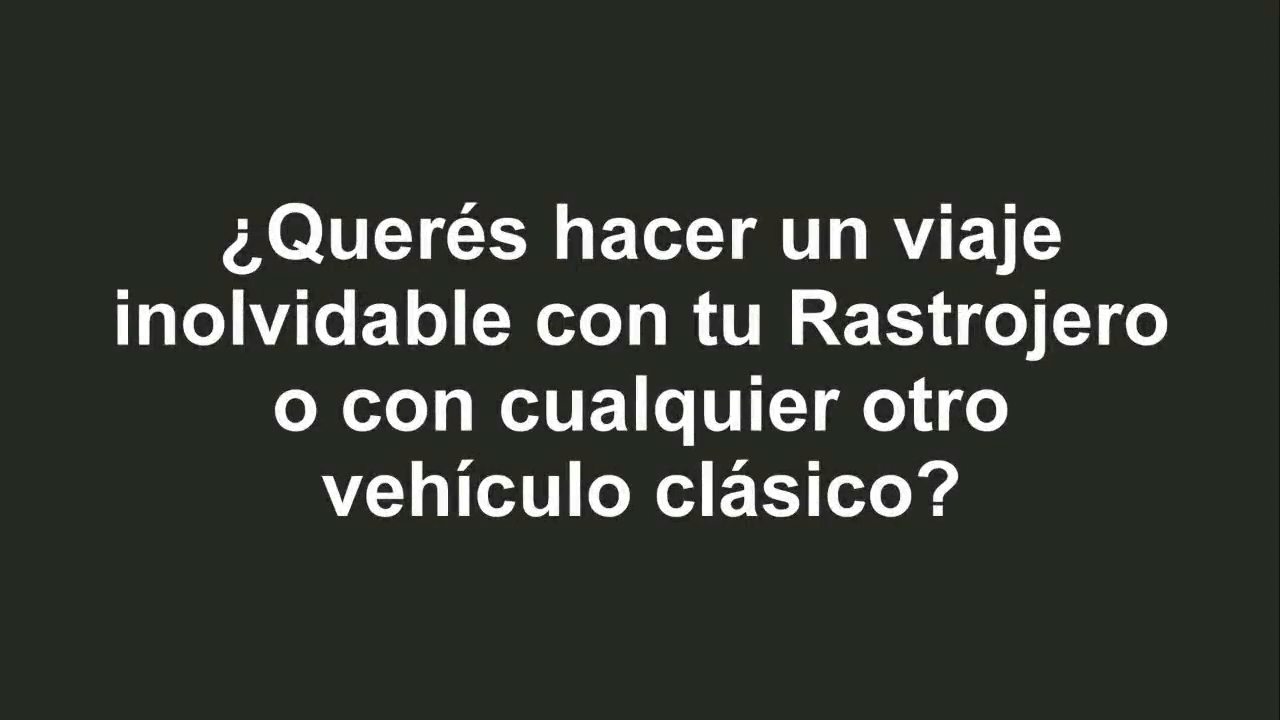 ¿Querés hacer un viaje
inolvidable con tu Rastrojero
o con cualquier otro
vehículo clásico?